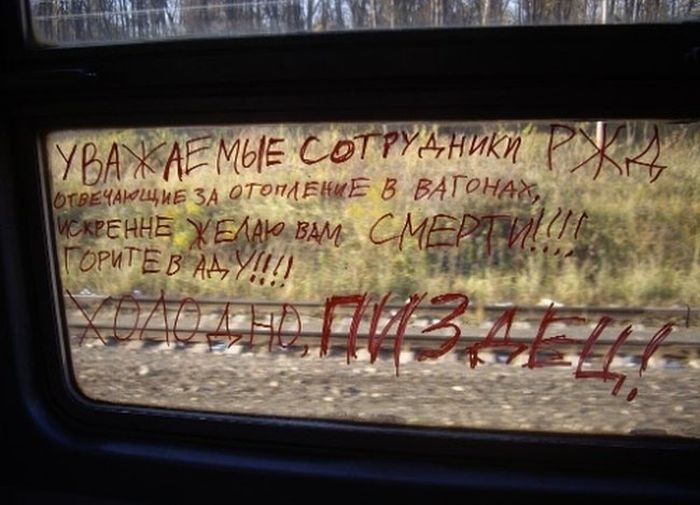 УВАЖАЕМЫЕ СОТРУДНИКИ РЖД
ОТВЕЧАЮЩИЕ ЗА ОТОПЛЕНИЕ В ВАГОНАХ,
ИСКРЕННЕ ЖЕЛАЮ ВАМ СМЕРТИ!!!!
ГОРИТЕ В АДУ!!!!
ХОЛОДНО, ПИЗДЕЦ!